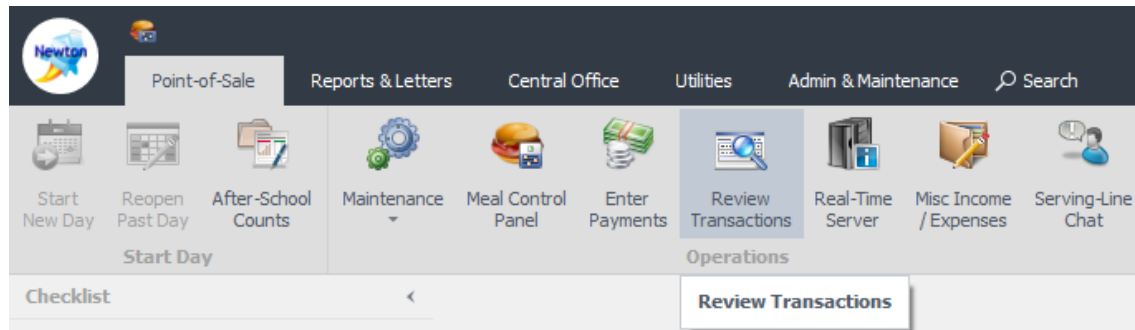 Newton
Point-of-Sale Reports & Letters Central Office Utilities Admin & Maintenance Search
Start New Day
Reopen Past Day
After-School Counts
Maintenance
Meal Control Panel
Enter Payments
Review Transactions
Real-Time Server
Misc Income / Expenses
Serving-Line Chat
Start Day Operations
Checklist
Review Transactions